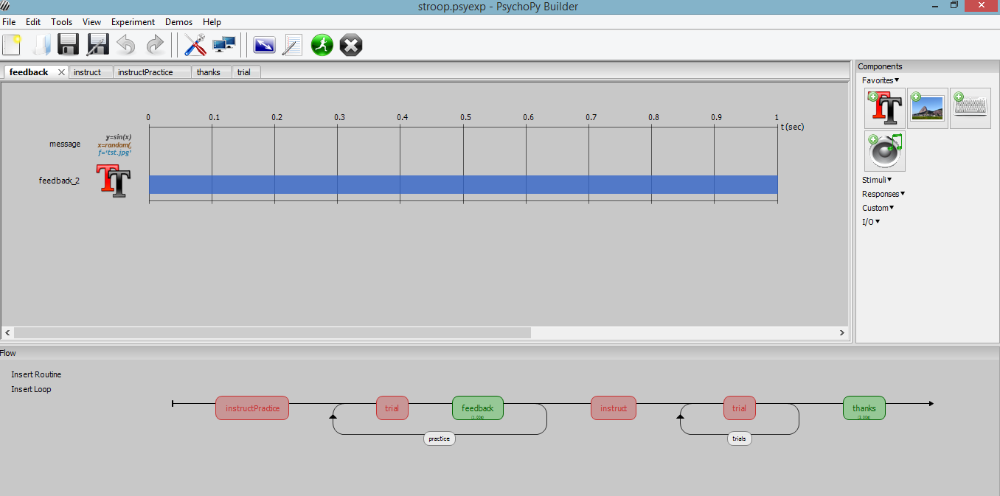 stroop.psyexp - PsychoPy Builder
File Edit Tools View Experiment Demos Help
feedback instruct instructPractice thanks trial
0 0.1 0.2 0.3 0.4 0.5 0.6 0.7 0.8 0.9 1
t (sec)
message
y=sin(x)
x=random(,
f='tst.jpg'
feedback_2
TT
Components
Favorites
TT
Stimuli
Responses
Custom
I/O
Flow
Insert Routine
Insert Loop
instructPractice trial feedback instruct trial thanks
(1.00s) (2.00s)
practice trials